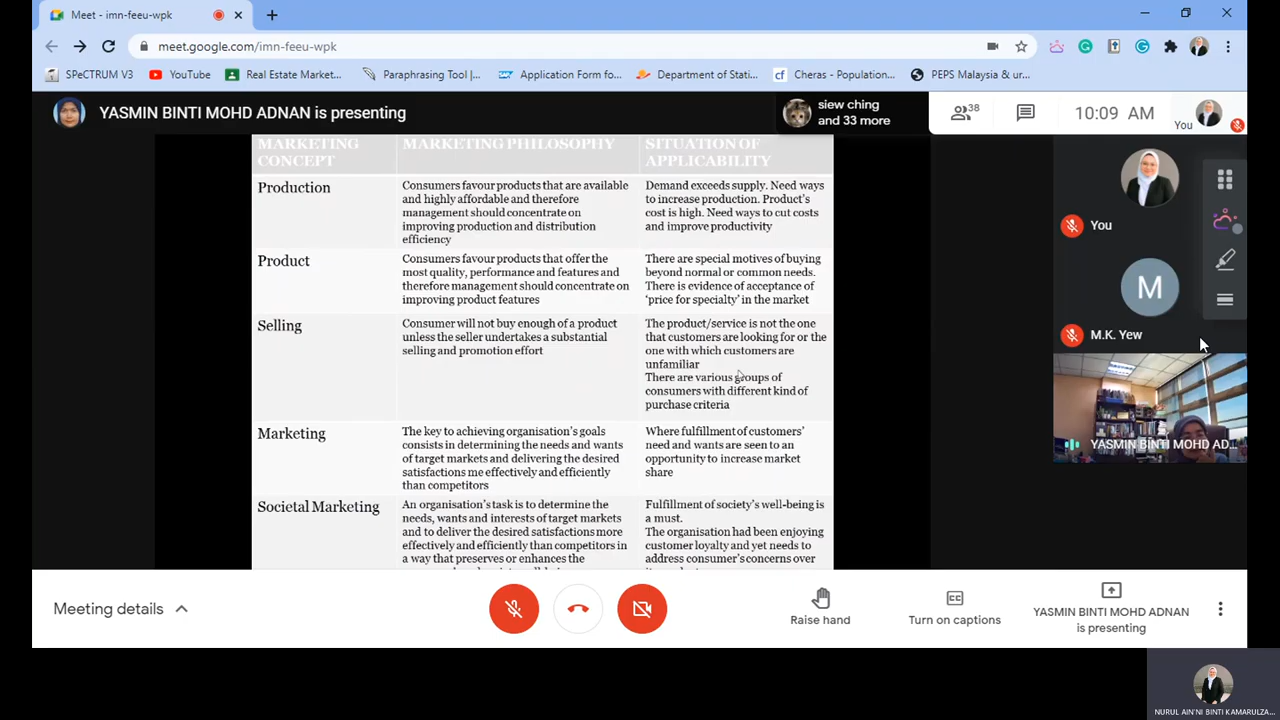 Meet - imn-feeu-wpk
meet.google.com/imn-feeu-wpk
SPeCTRUM V3
YouTube
Real Estate Market...
Paraphrasing Tool |...
Application Form fo...
Department of Stati...
Cheras - Population...
PEPS Malaysia & ur...
YASMIN BINTI MOHD ADNAN is presenting
siew ching
and 33 more
38
10:09 AM
You
MARKETING CONCEPT
MARKETING PHILOSOPHY
SITUATION OF APPLICABILITY
Production
Consumers favour products that are available
and highly affordable and therefore
management should concentrate on
improving production and distribution
efficiency
Demand exceeds supply. Need ways
to increase production. Product's
cost is high. Need ways to cut costs
and improve productivity
Product
Consumers favour products that offer the
most quality, performance and features and
therefore management should concentrate on
improving product features
There are special motives of buying
beyond normal or common needs.
There is evidence of acceptance of
'price for specialty' in the market
Selling
Consumer will not buy enough of a product
unless the seller undertakes a substantial
selling and promotion effort
The product/service is not the one
that customers are looking for or the
one with which customers are
unfamiliar
There are various groups of
consumers with different kind of
purchase criteria
Marketing
The key to achieving organisation's goals
consists in determining the needs and wants
of target markets and delivering the desired
satisfactions me effectively and efficiently
than competitors
Where fulfillment of customers'
need and wants are seen to an
opportunity to increase market
share
Societal Marketing
An organisation's task is to determine the
needs, wants and interests of target markets
and to deliver the desired satisfactions more
effectively and efficiently than competitors in
a way that preserves or enhances the
Fulfillment of society's well-being is
a must.
The organisation had been enjoying
customer loyalty and yet needs to
address consumer's concerns over
You
M
M.K. Yew
YASMIN BINTI MOHD AD...
Meeting details
Raise hand
CC
Turn on captions
YASMIN BINTI MOHD ADNAN
is presenting
NURUL AIN'NI BINTI KAMARULZA...